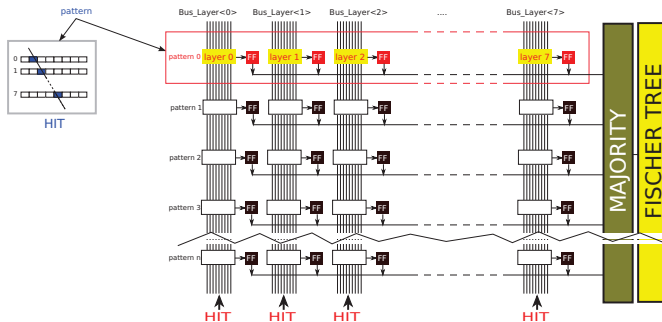 pattern
Bus_Layer<0> Bus_Layer<1> Bus_Layer<2> .... Bus_Layer<7>
pattern 0 layer 0 FF layer 1 FF layer 2 FF layer 7 FF
0
1
7
HIT
pattern 1 FF FF FF FF
pattern 2 FF FF FF FF
pattern 3 FF FF FF FF
pattern n FF FF FF FF
HIT HIT HIT HIT
MAJORITY
FISCHER TREE